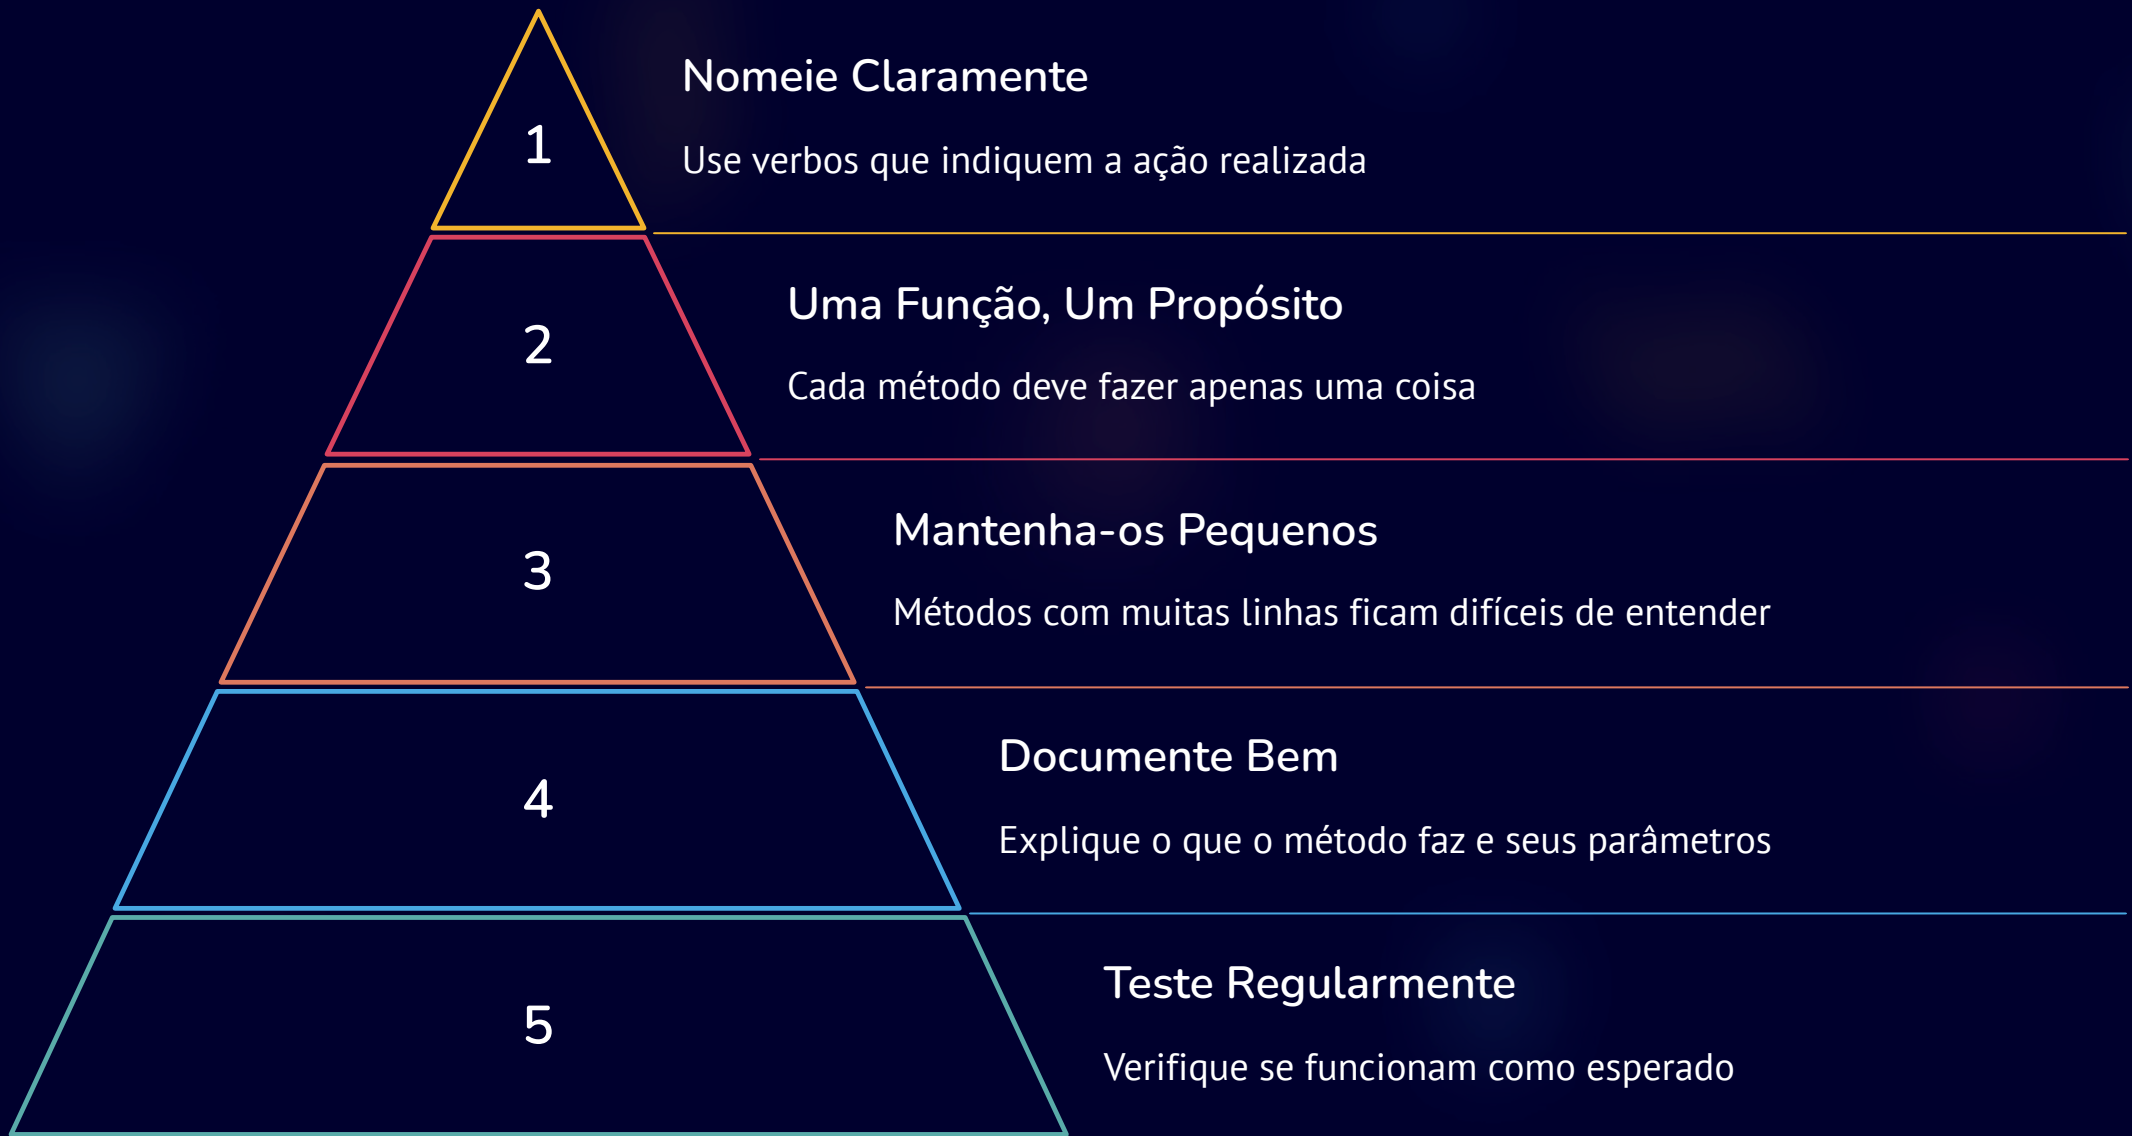 1
Nomeie Claramente
Use verbos que indiquem a ação realizada
2
Uma Função, Um Propósito
Cada método deve fazer apenas uma coisa
3
Mantenha-os Pequenos
Métodos com muitas linhas ficam difíceis de entender
4
Documente Bem
Explique o que o método faz e seus parâmetros
5
Teste Regularmente
Verifique se funcionam como esperado